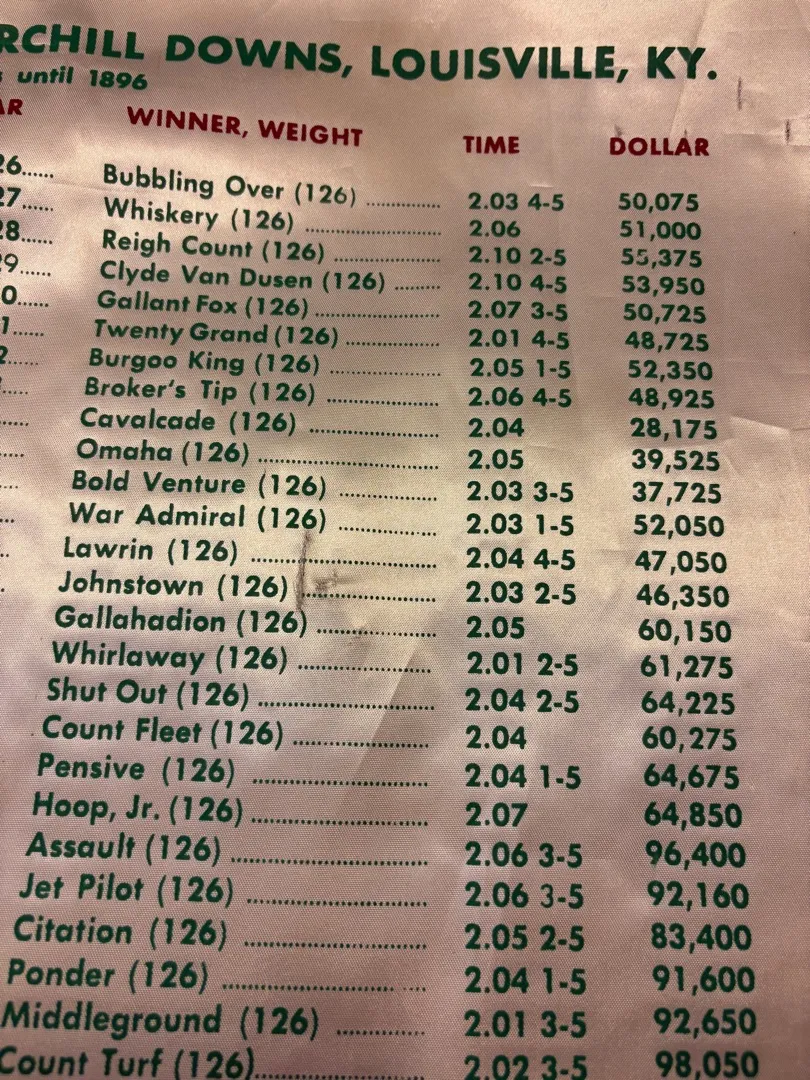 RCHILL DOWNS, LOUISVILLE, KY.
s until 1896
AR WINNER, WEIGHT TIME DOLLAR
26...... Bubbling Over (126) ............... 2.03 4-5 50,075
27...... Whiskery (126) ........................... 2.06 51,000
28...... Reigh Count (126) ..................... 2.10 2-5 55,375
29...... Clyde Van Dusen (126) ......... 2.10 4-5 53,950
0...... Gallant Fox (126) ......................... 2.07 3-5 50,725
1...... Twenty Grand (126) ................... 2.01 4-5 48,725
2...... Burgoo King (126) ...................... 2.05 1-5 52,350
..... Broker's Tip (126) ...................... 2.06 4-5 48,925
..... Cavalcade (126) .......................... 2.04 28,175
.... Omaha (126) .................................... 2.05 39,525
.... Bold Venture (126) .................... 2.03 3-5 37,725
... War Admiral (126) .................... 2.03 1-5 52,050
.. Lawrin (126) ..................................... 2.04 4-5 47,050
. Johnstown (126) ........................... 2.03 2-5 46,350
Gallahadion (126) ........................ 2.05 60,150
Whirlaway (126) ........................... 2.01 2-5 61,275
Shut Out (126) ................................... 2.04 2-5 64,225
Count Fleet (126) ........................... 2.04 60,275
Pensive (126) ................................... 2.04 1-5 64,675
Hoop, Jr. (126) ................................... 2.07 64,850
Assault (126) ...................................... 2.06 3-5 96,400
Jet Pilot (126) ................................... 2.06 3-5 92,160
Citation (126) ................................... 2.05 2-5 83,400
Ponder (126) ...................................... 2.04 1-5 91,600
Middleground (126) ................. 2.01 3-5 92,650
Count Turf (126) ............................. 2.02 3-5 98,050